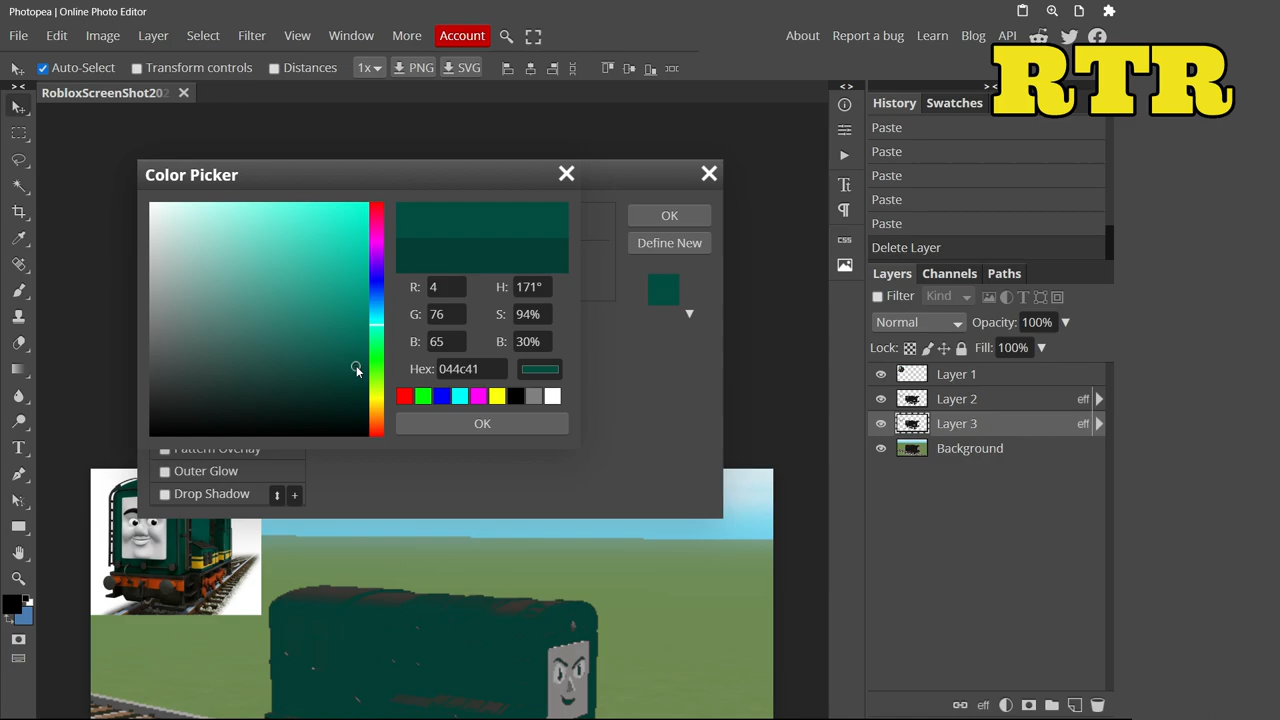 Photopea | Online Photo Editor
File Edit Image Layer Select Filter View Window More Account About Report a bug Learn Blog API
RTR
Auto-Select Transform controls Distances 1x PNG SVG
RobloxScreenShot202
History Swatches
Paste
Paste
Paste
Paste
Paste
Delete Layer
Color Picker
OK
Define New
R: 4 H: 171°
G: 76 S: 94%
B: 65 B: 30%
Hex: 044c41
OK
Outer Glow
Drop Shadow
CSS
Layers Channels Paths
Filter Kind
Normal Opacity: 100%
Lock: Fill: 100%
Layer 1
Layer 2 eff
Layer 3 eff
Background
eff